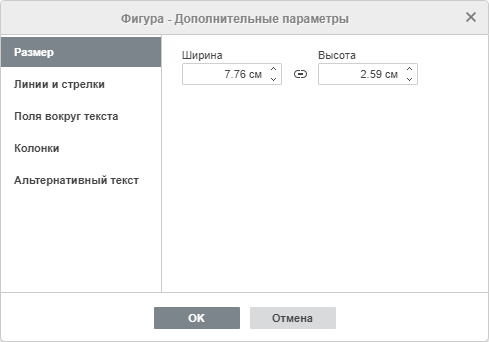 Фигура - Дополнительные параметры
Размер
Линии и стрелки
Поля вокруг текста
Колонки
Альтернативный текст
Ширина Высота
7.76 см 2.59 см
OK Отмена